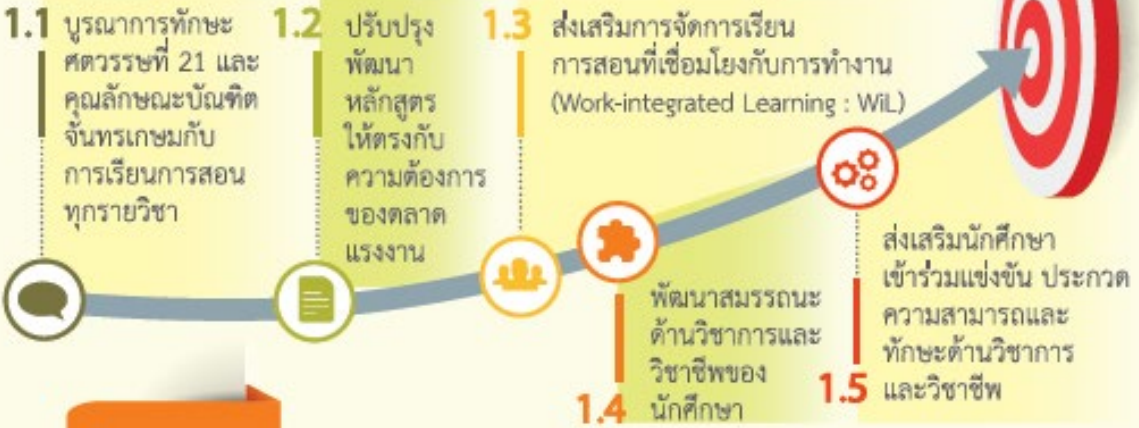 1.1 บูรณาการทักษะ
ศตวรรษที่ 21 และ
คุณลักษณะบัณฑิต
จันทรเกษมกับ
การเรียนการสอน
ทุกรายวิชา
1.2 ปรับปรุง
พัฒนา
หลักสูตร
ให้ตรงกับ
ความต้องการ
ของตลาด
แรงงาน
1.3 ส่งเสริมการจัดการเรียน
การสอนที่เชื่อมโยงกับการทำงาน
(Work-integrated Learning : WiL)
พัฒนาสมรรถนะ
ด้านวิชาการและ
วิชาชีพของ
1.4 นักศึกษา
ส่งเสริมนักศึกษา
เข้าร่วมแข่งขัน ประกวด
ความสามารถและ
ทักษะด้านวิชาการ
1.5 และวิชาชีพ